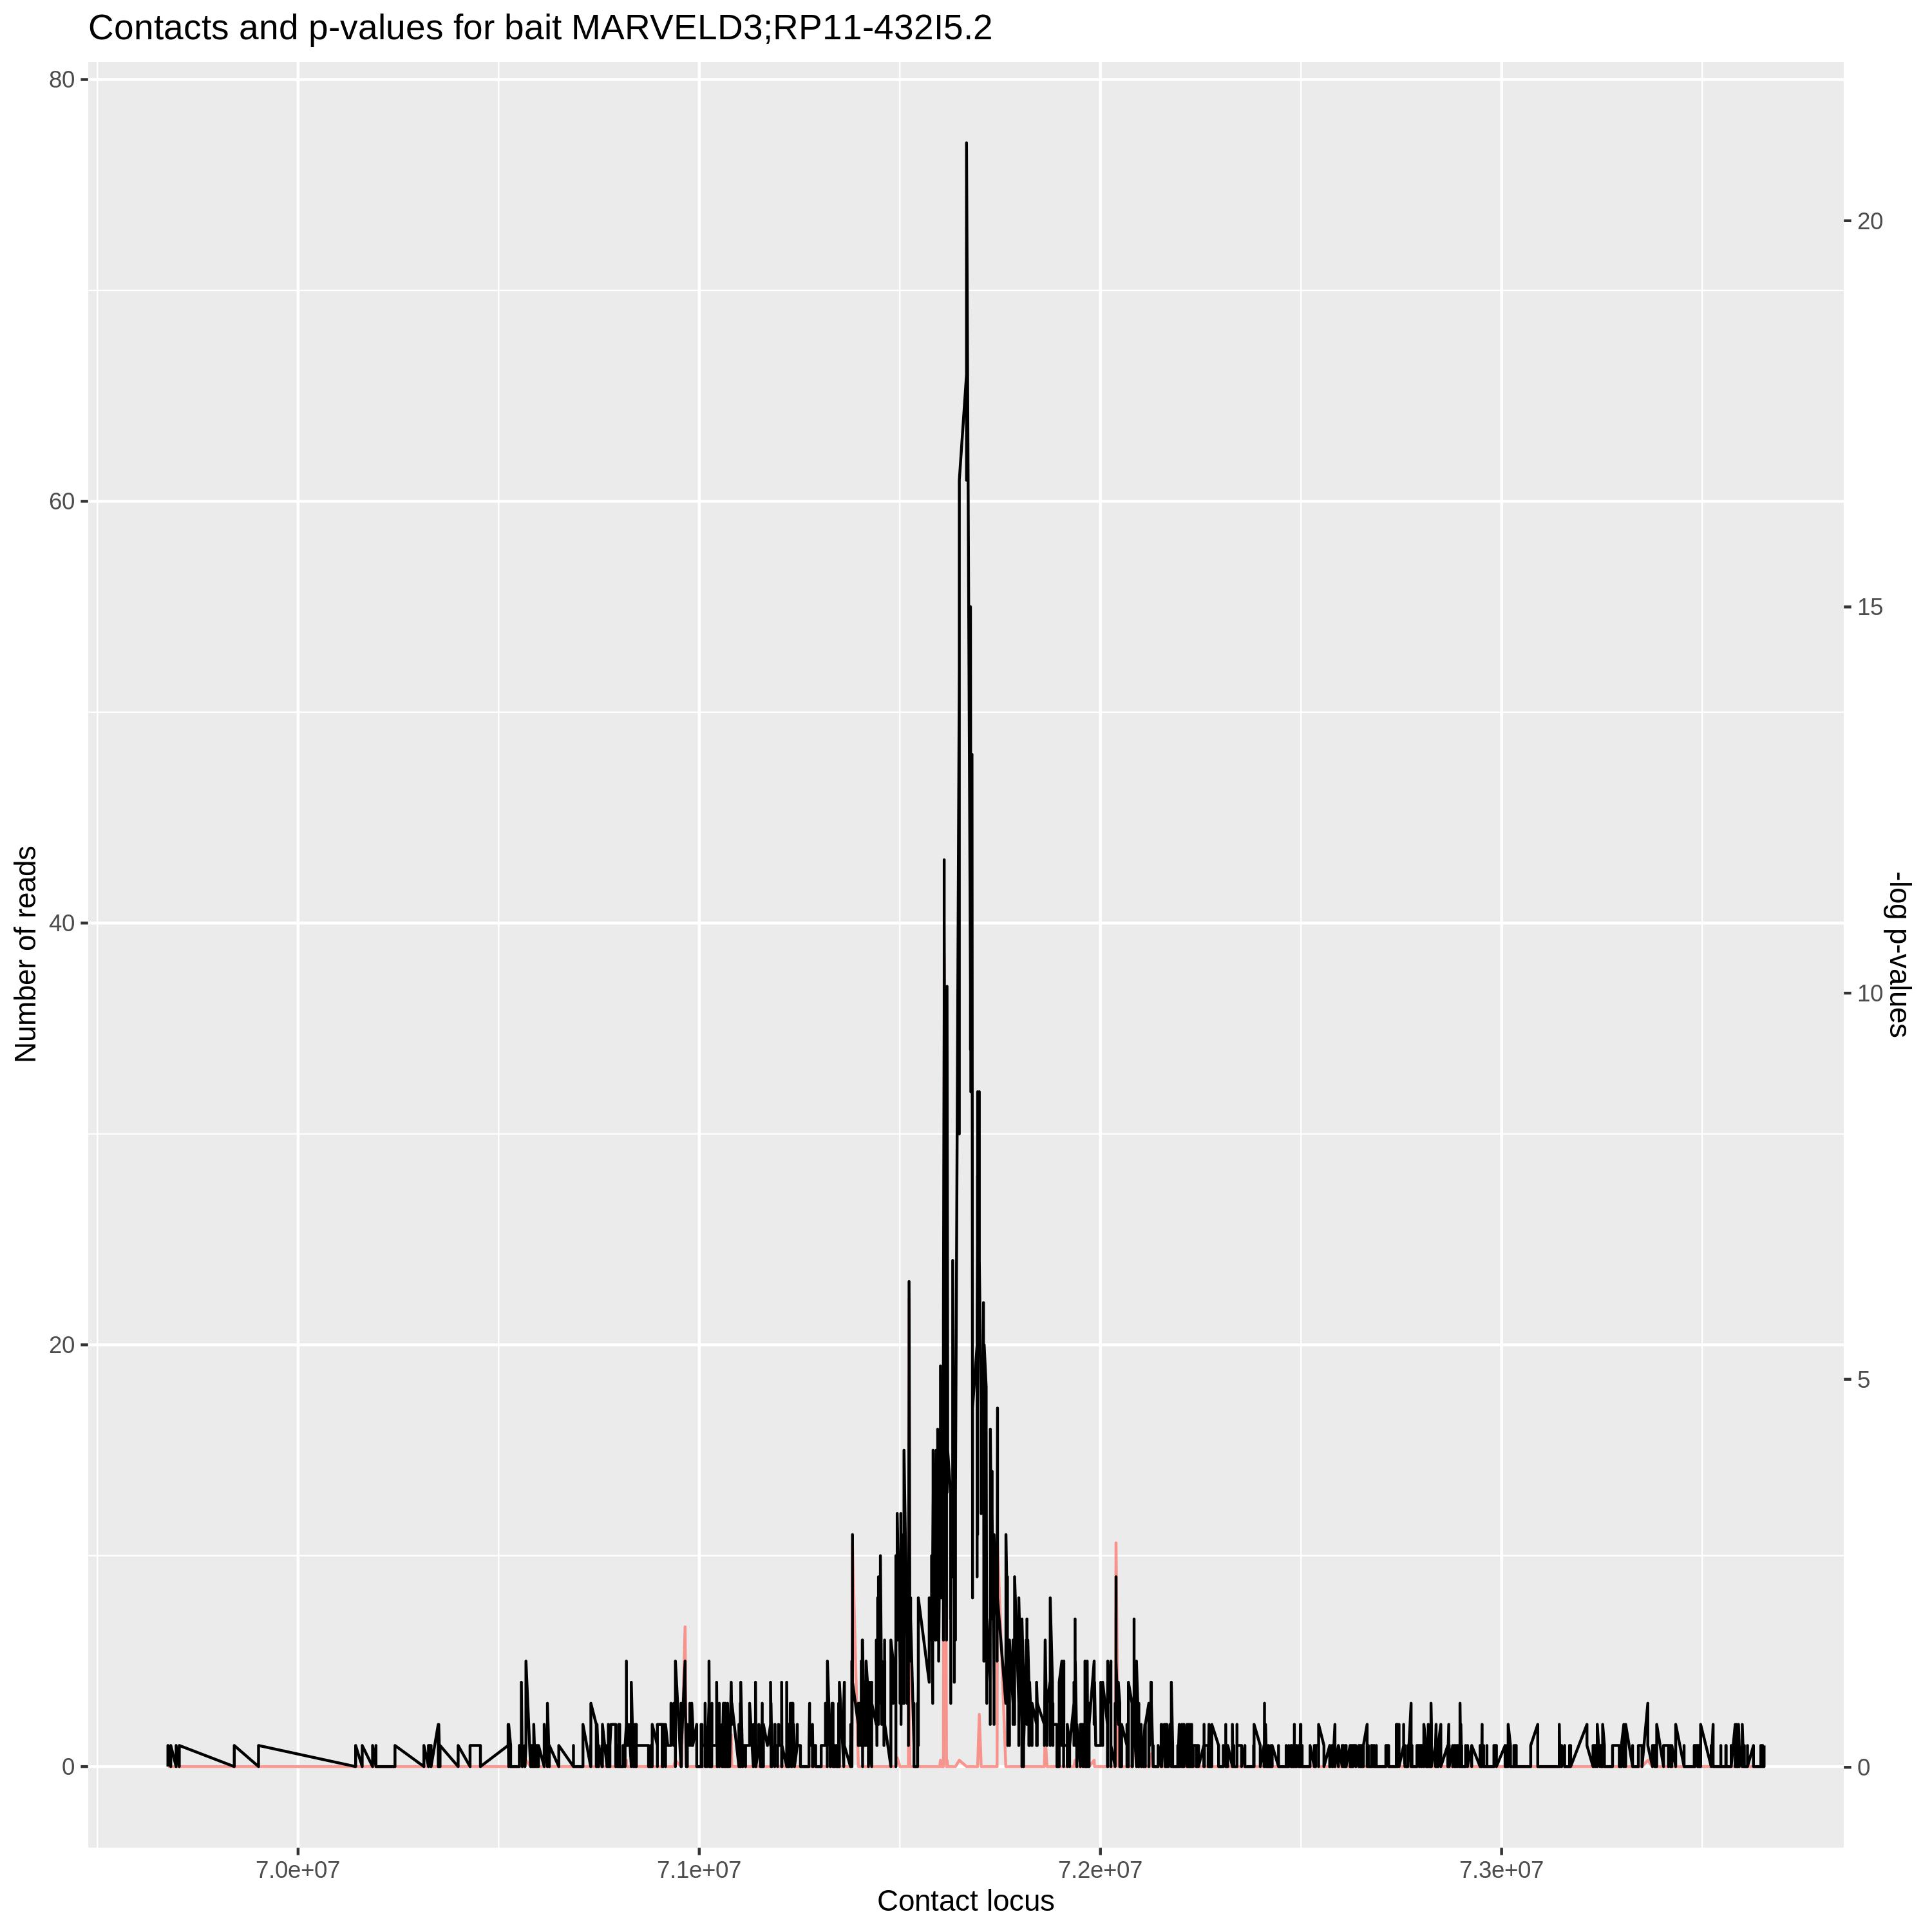 Contacts and p-values for bait MARVELD3;RP11-432I5.2
80
60
40
20
0
Number of reads
20
15
10
5
0
-log p-values
7.0e+07
7.1e+07
7.2e+07
7.3e+07
Contact locus